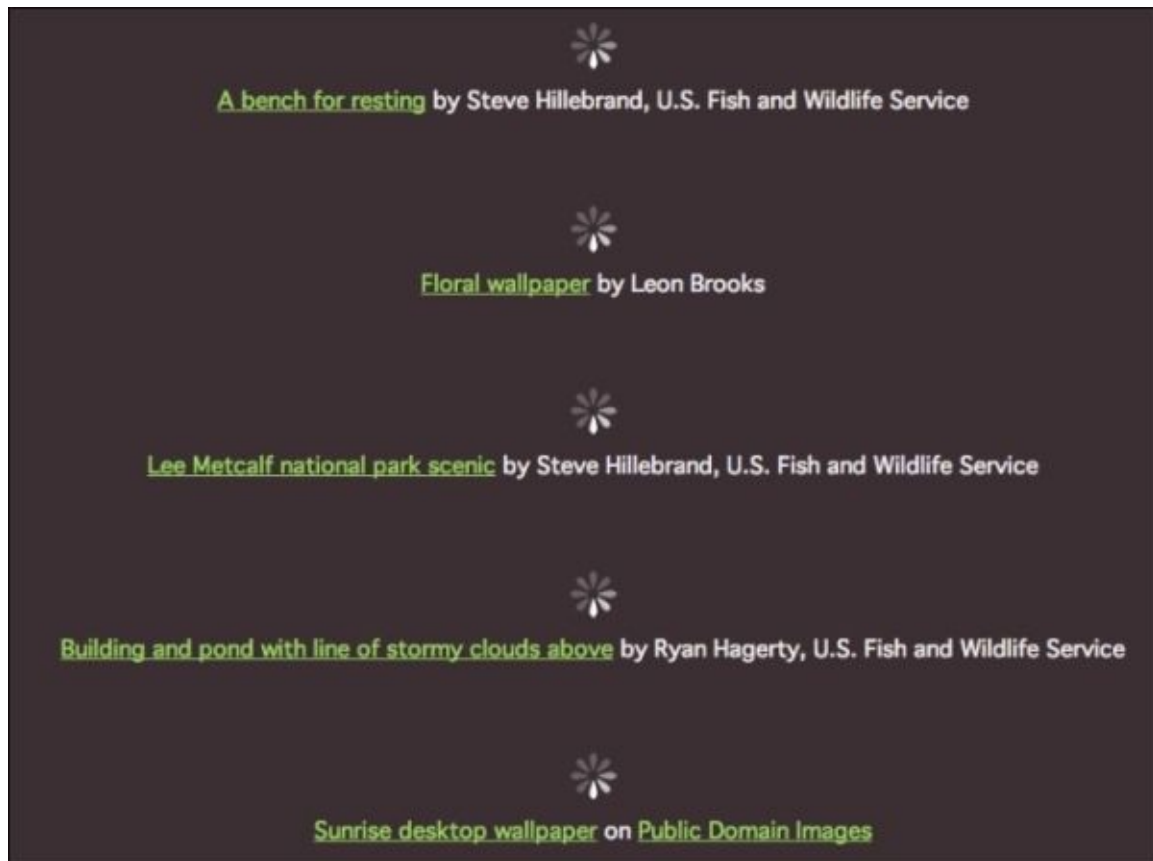 A bench for resting by Steve Hillebrand, U.S. Fish and Wildlife Service
Floral wallpaper by Leon Brooks
Lee Metcalf national park scenic by Steve Hillebrand, U.S. Fish and Wildlife Service
Building and pond with line of stormy clouds above by Ryan Hagerty, U.S. Fish and Wildlife Service
Sunrise desktop wallpaper on Public Domain Images